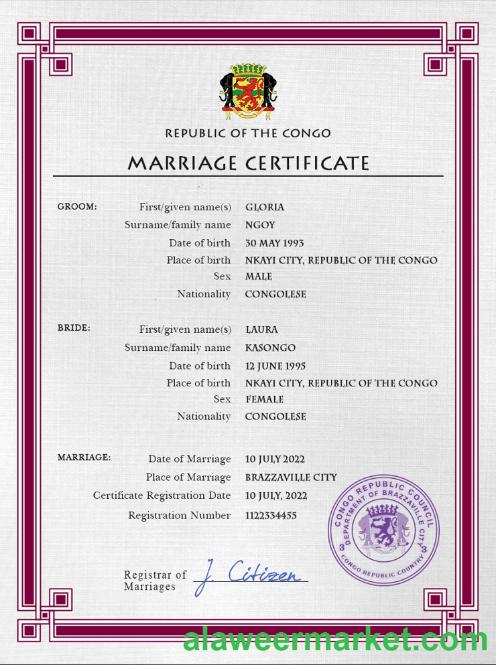 REPUBLIC OF THE CONGO
MARRIAGE CERTIFICATE
GROOM: First/given name(s) GLORIA
Surname/family name NGOY
Date of birth 30 MAY 1993
Place of birth NKAYI CITY, REPUBLIC OF THE CONGO
Sex MALE
Nationality CONGOLESE
BRIDE: First/given name(s) LAURA
Surname/family name KASONGO
Date of birth 12 JUNE 1995
Place of birth NKAYI CITY, REPUBLIC OF THE CONGO
Sex FEMALE
Nationality CONGOLESE
MARRIAGE: Date of Marriage 10 JULY 2022
Place of Marriage BRAZZAVILLE CITY
Certificate Registration Date 10 JULY, 2022
Registration Number 1122334455
CONGO REPUBLIC COUNCIL
DEPARTMENT OF BRAZZAVILLE CITY
3 3
CONGO REPUBLIC COUNTRY
Registrar of J Citizen
Marriages
alaweermarket.com